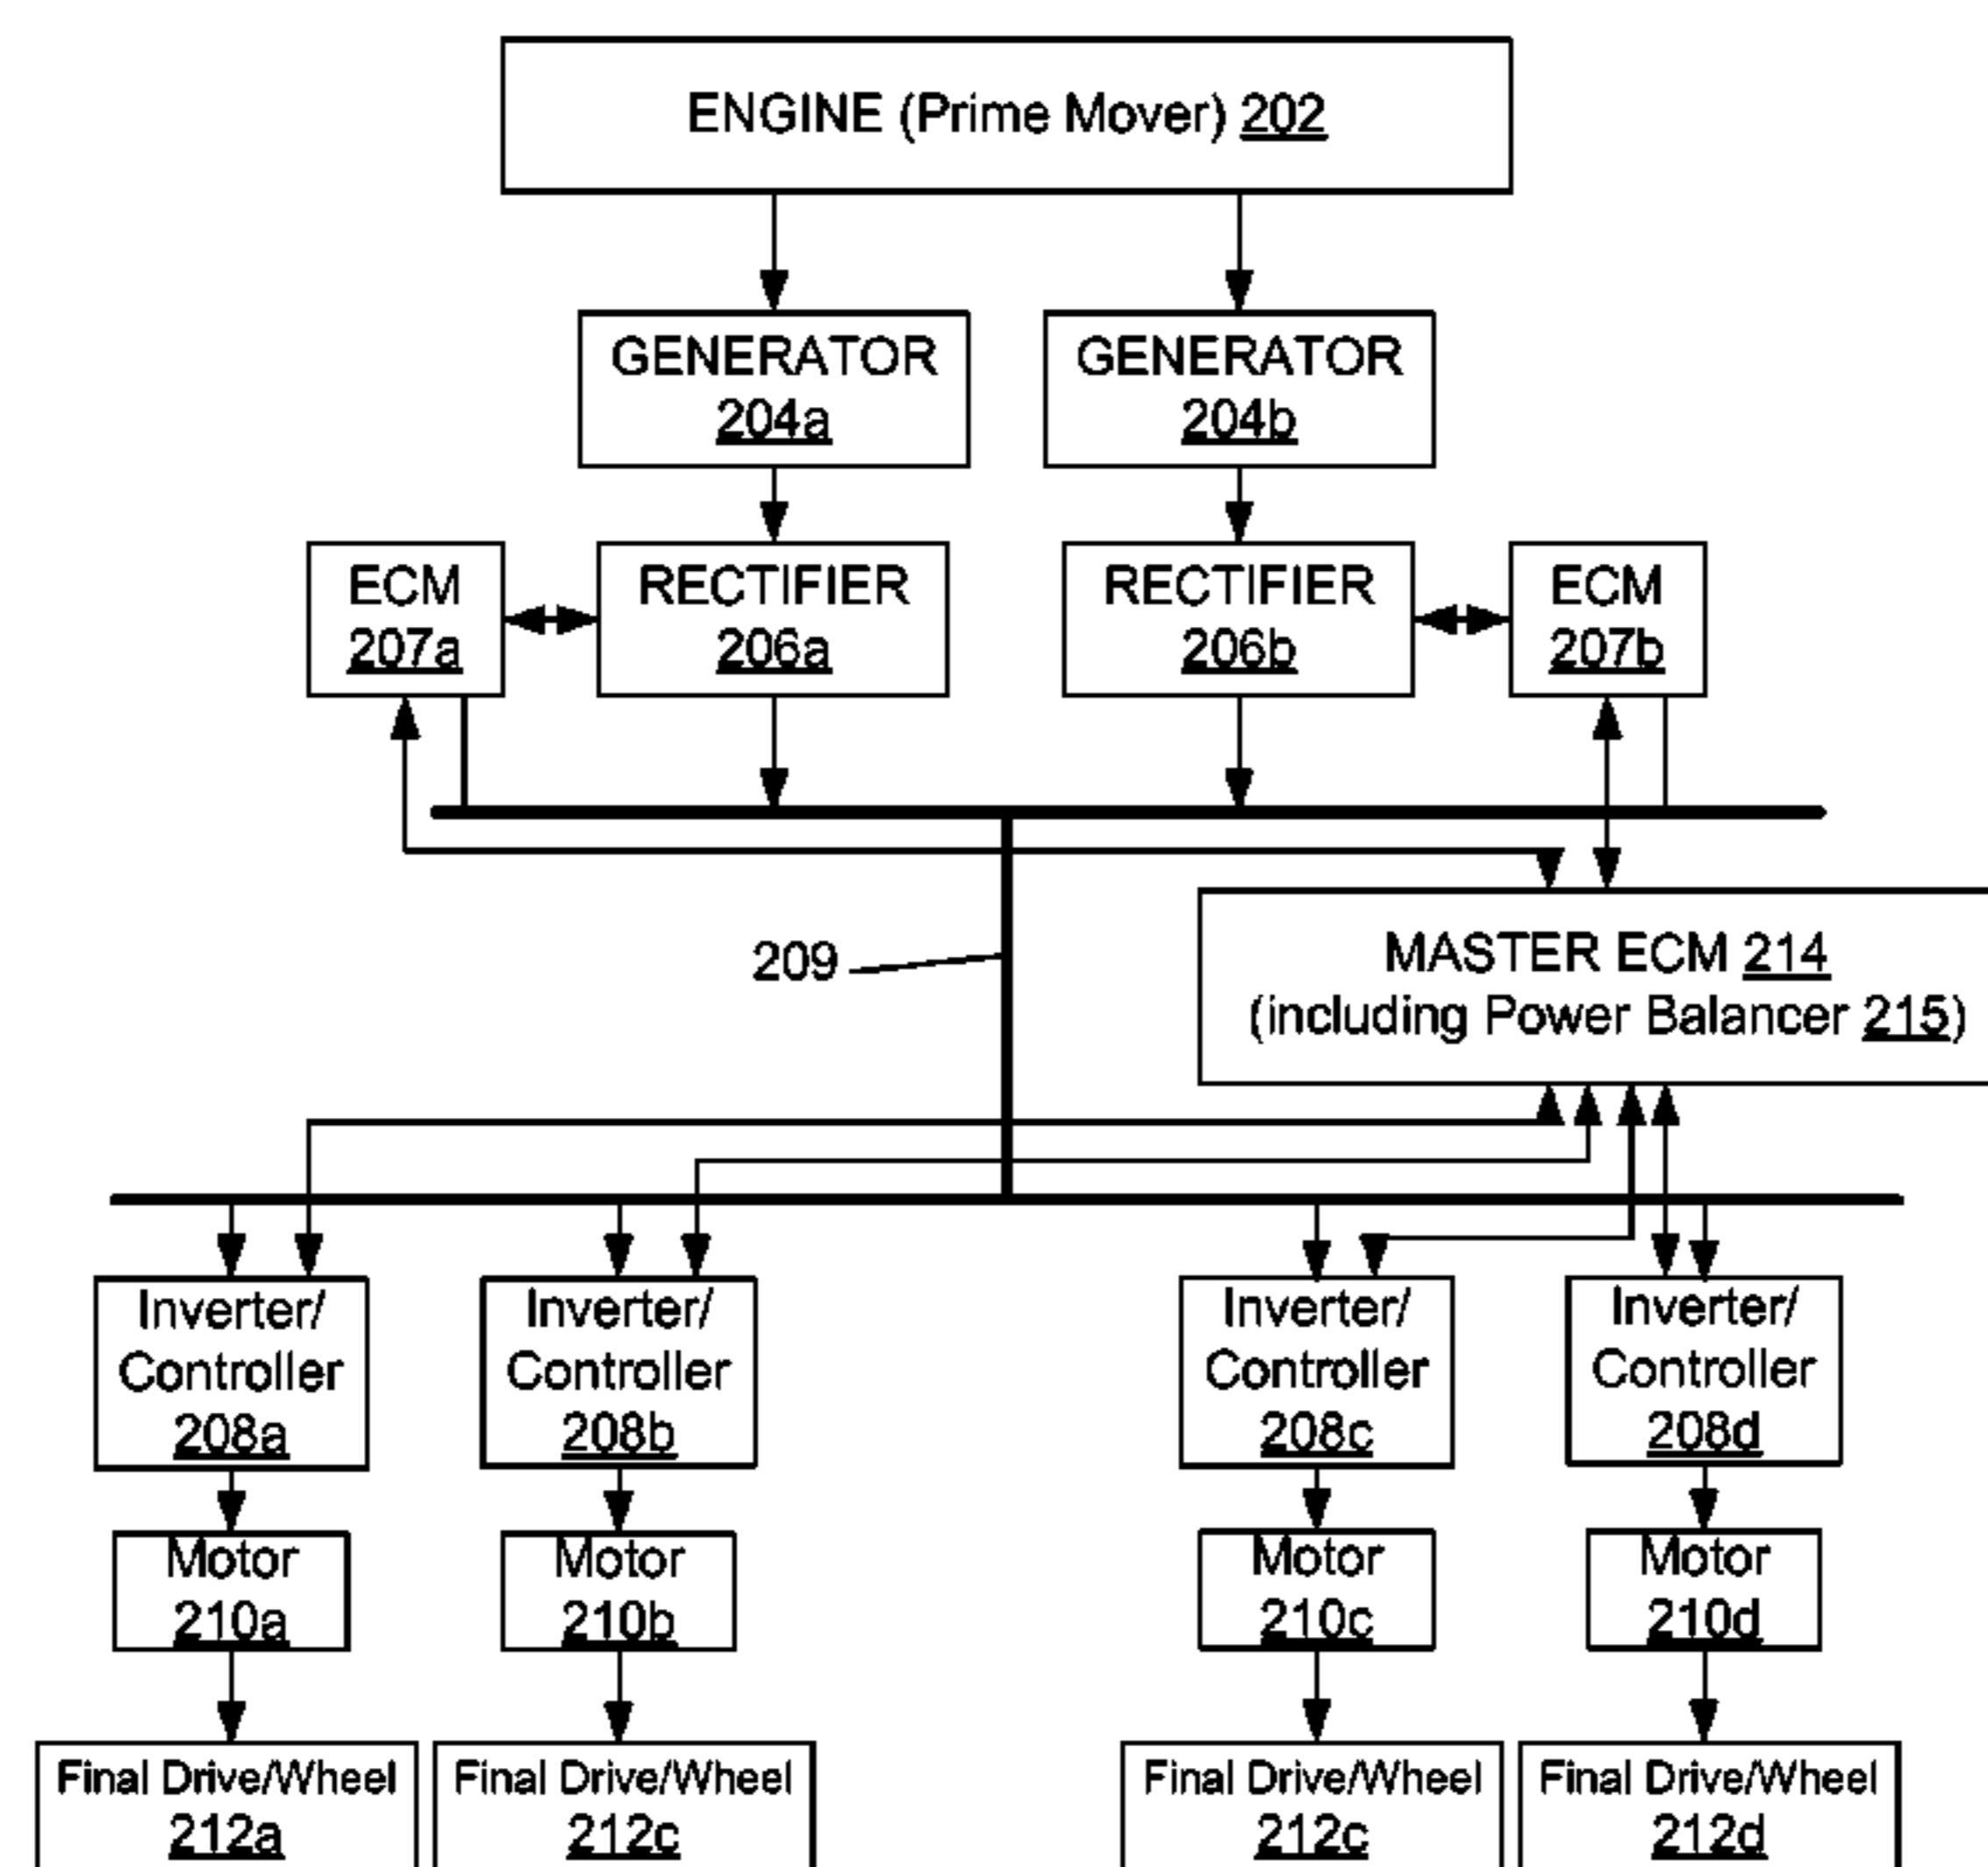 ENGINE (Prime Mover) 202
GENERATOR
204a
GENERATOR
204b
ECM
207a
RECTIFIER
206a
RECTIFIER
206b
ECM
207b
209
MASTER ECM 214
(including Power Balancer 215)
Inverter/
Controller
208a
Inverter/
Controller
208b
Inverter/
Controller
208c
Inverter/
Controller
208d
Motor
210a
Motor
210b
Motor
210c
Motor
210d
Final Drive/Wheel
212a
Final Drive/Wheel
212c
Final Drive/Wheel
212c
Final Drive/Wheel
212d